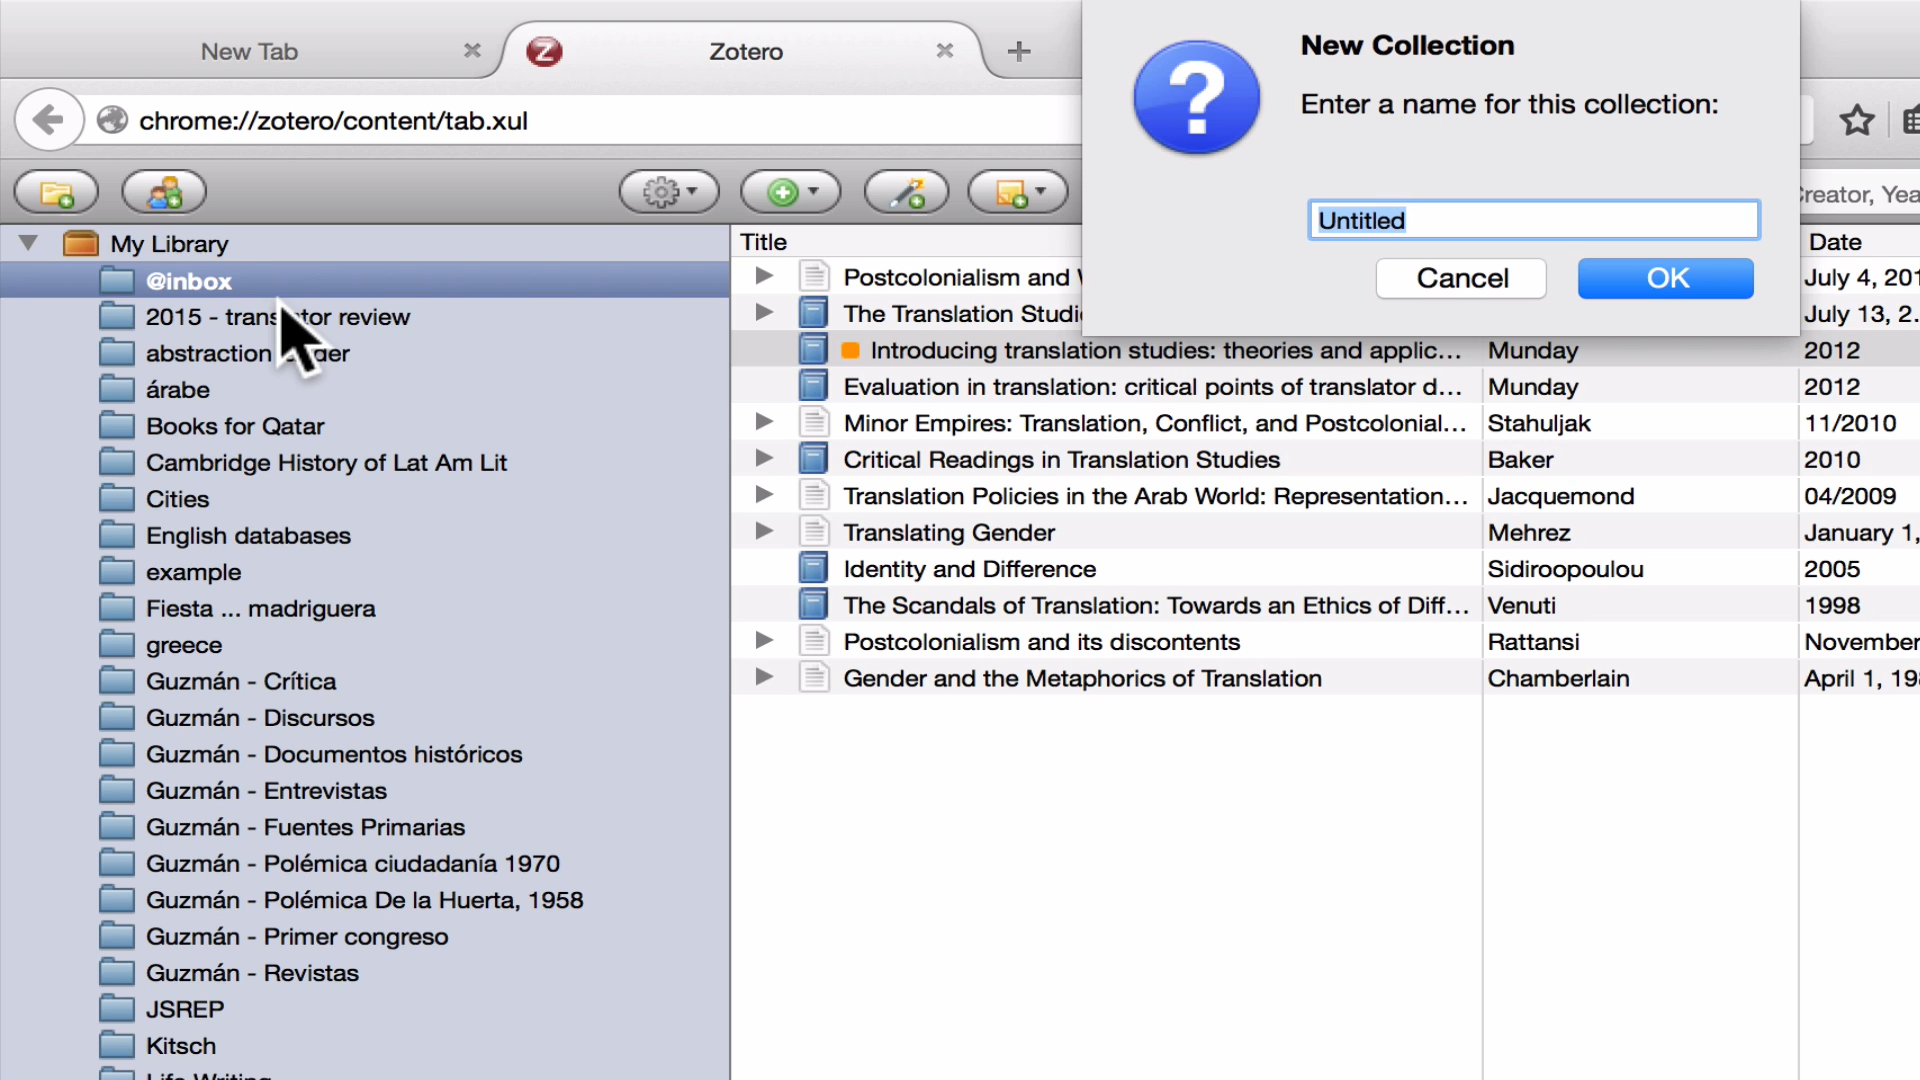 New Tab
Zotero
New Collection
Enter a name for this collection:
Untitled
Cancel
OK
chrome://zotero/content/tab.xul
My Library
@inbox
2015 - review
abstraction
árabe
Books for Qatar
Cambridge History of Lat Am Lit
Cities
English databases
example
Fiesta ... madriguera
greece
Guzmán - Crítica
Guzmán - Discursos
Guzmán - Documentos históricos
Guzmán - Entrevistas
Guzmán - Fuentes Primarias
Guzmán - Polémica ciudadanía 1970
Guzmán - Polémica De la Huerta, 1958
Guzmán - Primer congreso
Guzmán - Revistas
JSREP
Kitsch
Title
Date
Postcolonialism and
July 4, 201
The Translation Studi
July 13, 2...
Introducing translation studies: theories and applic... Munday 2012
Evaluation in translation: critical points of translator d... Munday 2012
Minor Empires: Translation, Conflict, and Postcolonial... Stahuljak 11/2010
Critical Readings in Translation Studies Baker 2010
Translation Policies in the Arab World: Representation... Jacquemond 04/2009
Translating Gender Mehrez January 1,
Identity and Difference Sidiroopoulou 2005
The Scandals of Translation: Towards an Ethics of Diff... Venuti 1998
Postcolonialism and its discontents Rattansi November
Gender and the Metaphorics of Translation Chamberlain April 1, 19